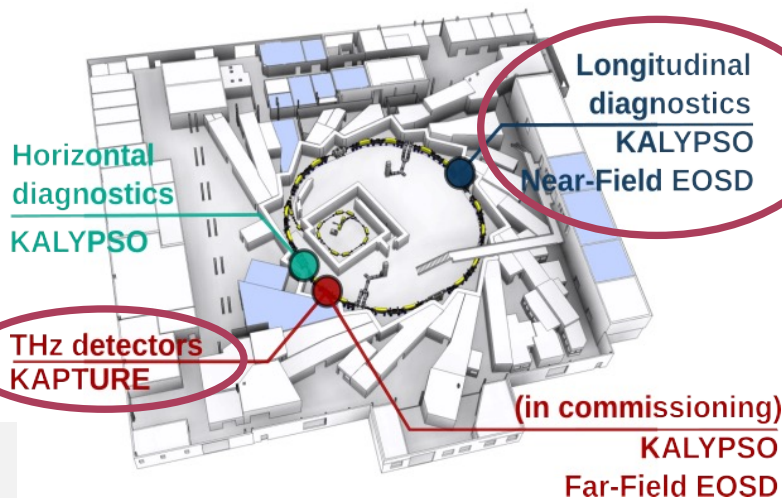 Longitudinal
diagnostics
KALYPSO
Near-Field EOSD
Horizontal
diagnostics
KALYPSO
THz detectors
KAPTURE
(in commissioning)
KALYPSO
Far-Field EOSD